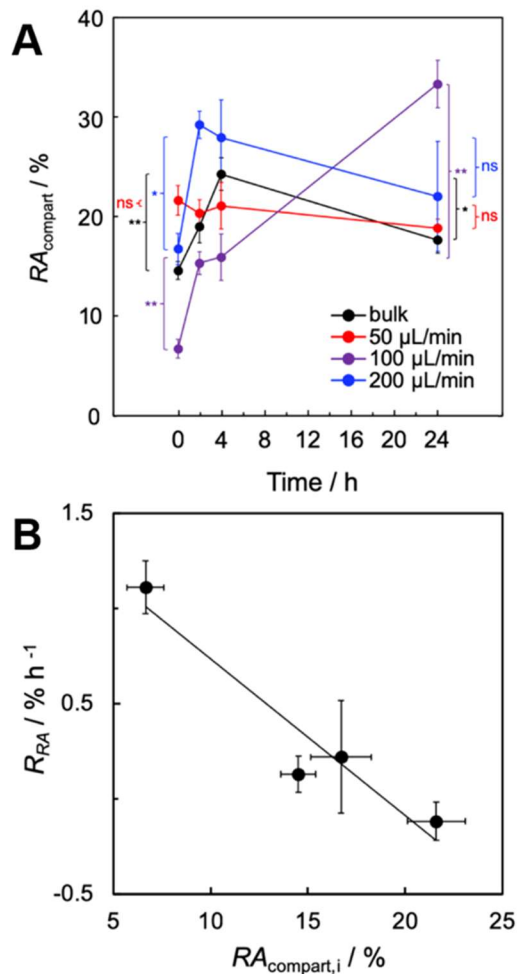 A
40
30
20
10
0
RAcompart / %
ns
**
*
**
**
ns
*
ns
bulk
50 µL/min
100 µL/min
200 µL/min
0 4 8 12 16 20 24
Time / h
B
1.5
0.5
-0.5
RRA / % h -1
5 10 15 20 25
RAcompart,i / %